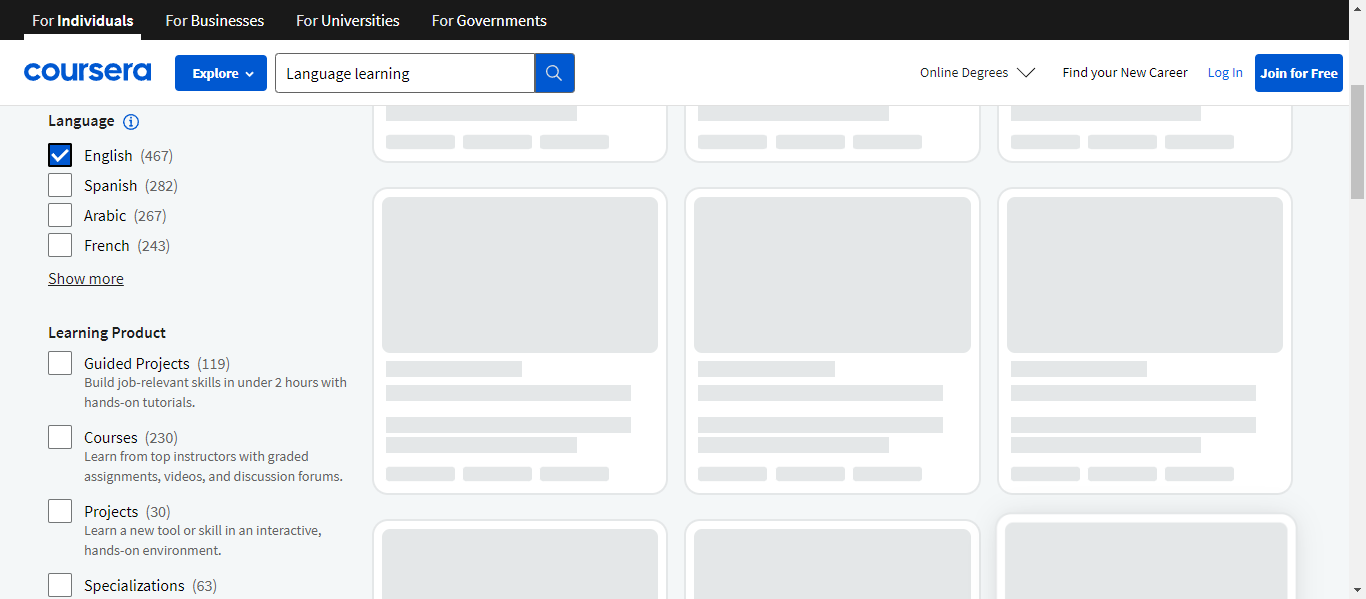 For Individuals For Businesses For Universities For Governments
coursera Explore Language learning Online Degrees Find your New Career Log In Join for Free
Language
English (467)
Spanish (282)
Arabic (267)
French (243)
Show more
Learning Product
Guided Projects (119)
Build job-relevant skills in under 2 hours with
hands-on tutorials.
Courses (230)
Learn from top instructors with graded
assignments, videos, and discussion forums.
Projects (30)
Learn a new tool or skill in an interactive,
hands-on environment.
Specializations (63)